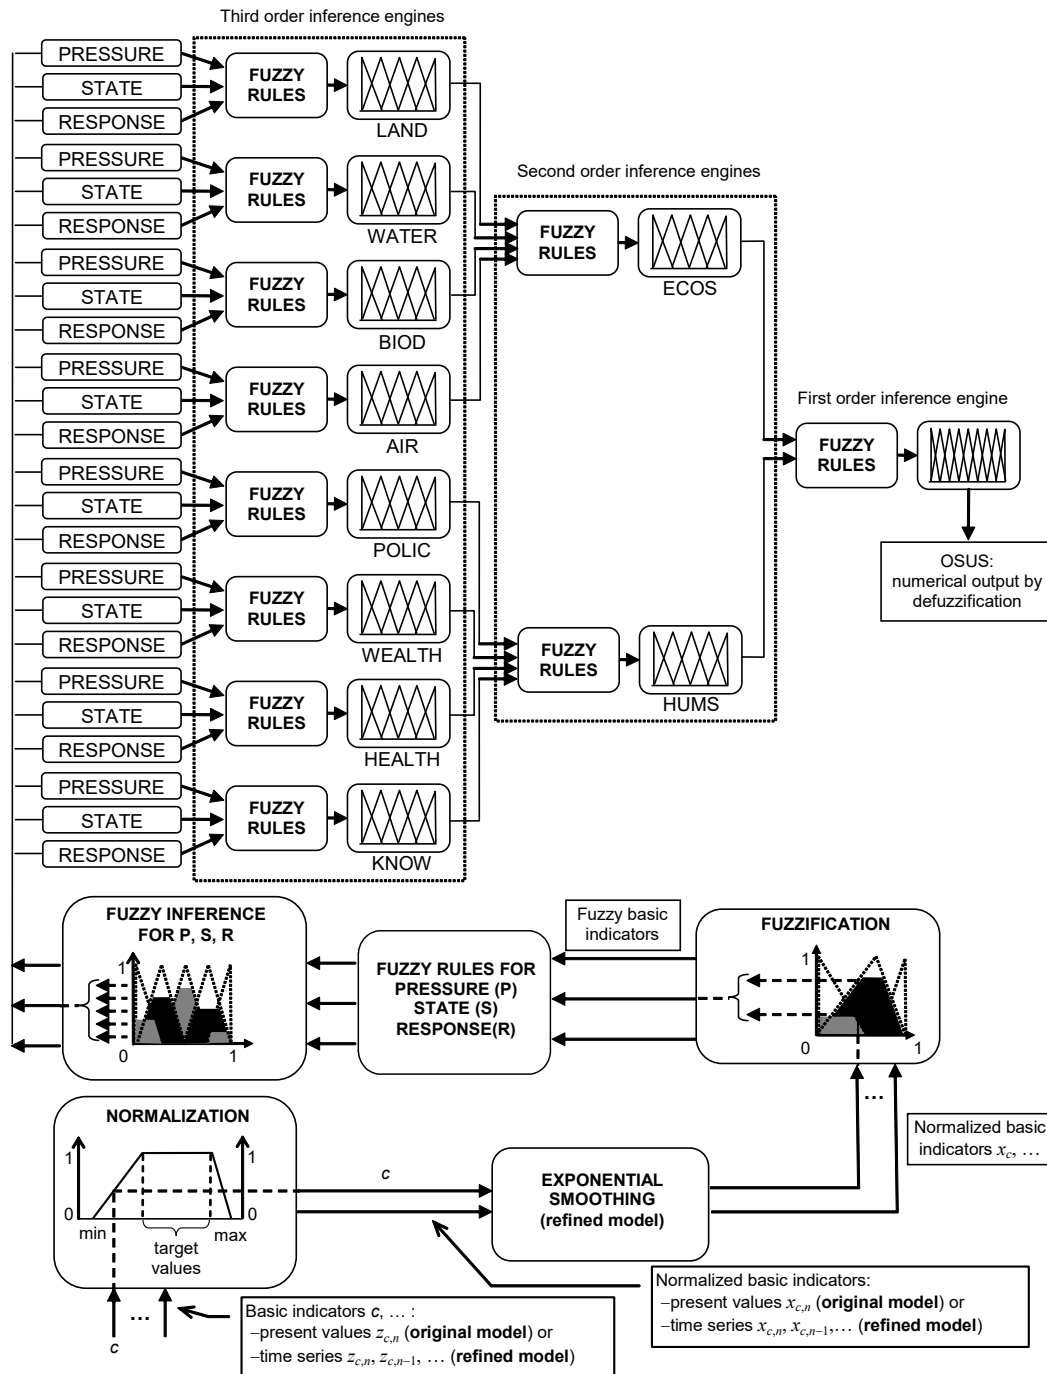 Third order inference engines
PRESSURE
STATE
RESPONSE
FUZZY
RULES
LAND
PRESSURE
STATE
RESPONSE
FUZZY
RULES
WATER
PRESSURE
STATE
RESPONSE
FUZZY
RULES
BIOD
PRESSURE
STATE
RESPONSE
FUZZY
RULES
AIR
PRESSURE
STATE
RESPONSE
FUZZY
RULES
POLIC
PRESSURE
STATE
RESPONSE
FUZZY
RULES
WEALTH
PRESSURE
STATE
RESPONSE
FUZZY
RULES
HEALTH
PRESSURE
STATE
RESPONSE
FUZZY
RULES
KNOW
Second order inference engines
FUZZY
RULES
ECOS
FUZZY
RULES
HUMS
First order inference engine
FUZZY
RULES
OSUS:
numerical output by
defuzzification
FUZZY INFERENCE
FOR P, S, R
1
0
1
FUZZY RULES FOR
PRESSURE (P)
STATE (S)
RESPONSE(R)
Fuzzy basic
indicators
FUZZIFICATION
1
0
1
...
Normalized basic
indicators x_c, …
NORMALIZATION
1
1
0
0
min
max
target
values
c
...
c
EXPONENTIAL
SMOOTHING
(refined model)
Basic indicators c, … :
–present values z_{c,n} (original model) or
–time series z_{c,n}, z_{c,n−1}, … (refined model)
Normalized basic indicators:
–present values x_{c,n} (original model) or
–time series x_{c,n}, x_{c,n−1},… (refined model)